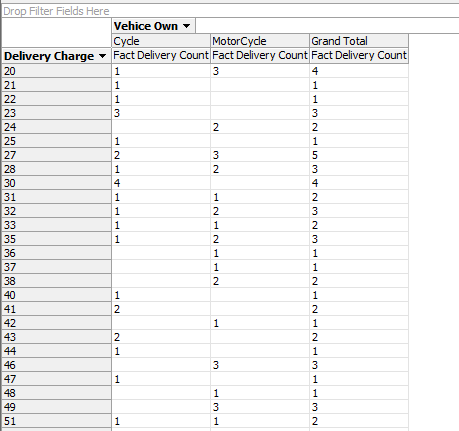 Drop Filter Fields Here
Vehice Own
Cycle MotorCycle Grand Total
Delivery Charge Fact Delivery Count Fact Delivery Count Fact Delivery Count
20 1 3 4
21 1 1
22 1 1
23 3 3
24 2 2
25 1 1
27 2 3 5
28 1 2 3
30 4 4
31 1 1 2
32 1 2 3
33 1 1 2
35 1 2 3
36 1 1
37 1 1
38 2 2
40 1 1
41 2 2
42 1 1
43 2 2
44 1 1
46 3 3
47 1 1
48 1 1
49 3 3
51 1 1 2